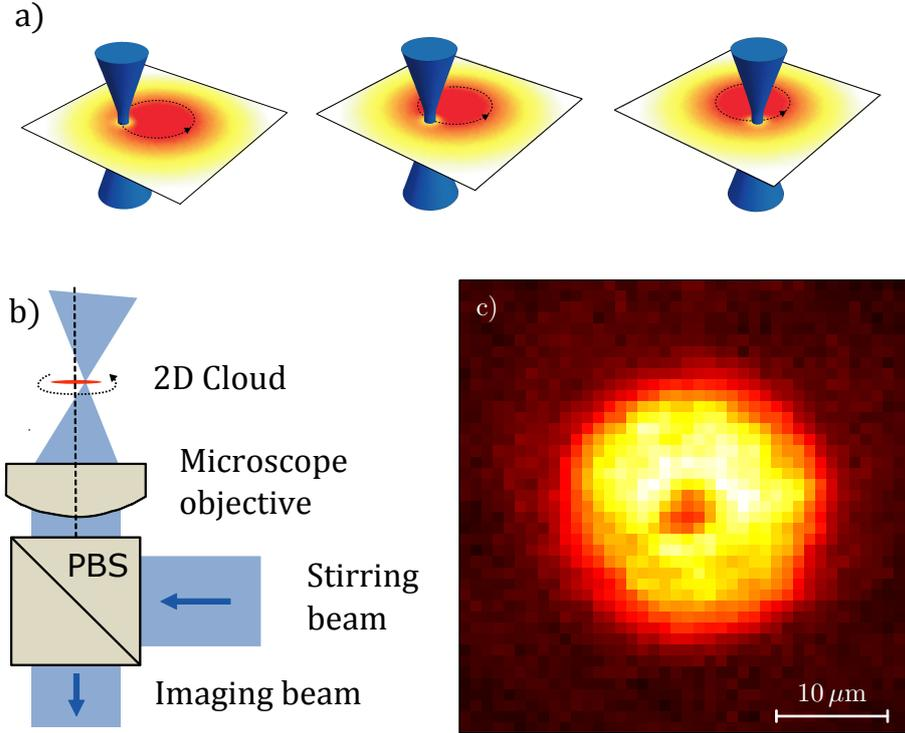 a)
b)
2D Cloud
Microscope
objective
PBS
Stirring
beam
Imaging beam
c)
10 μm